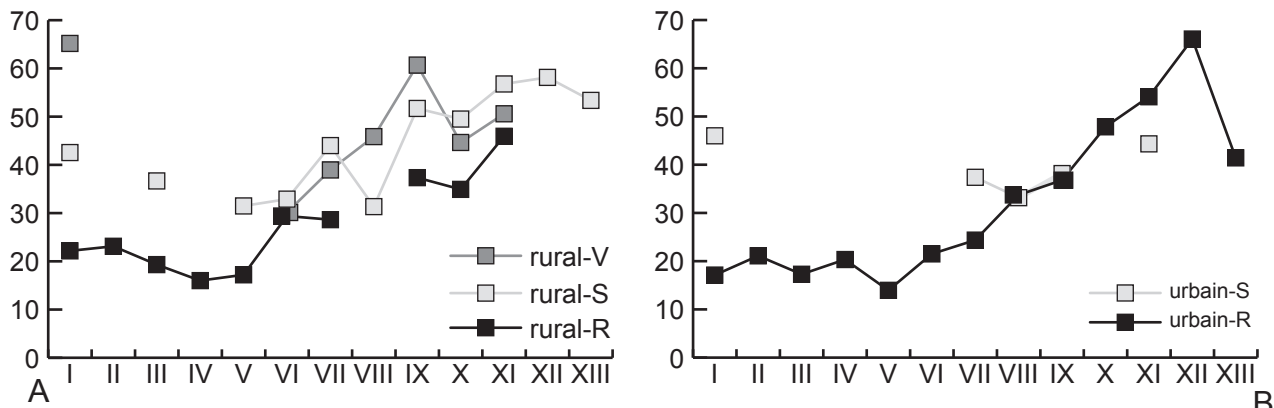 70
60
50
40
30
20
10
0
I II III IV V VI VII VIII IX X XI XII XIII
rural-V
rural-S
rural-R
A
70
60
50
40
30
20
10
0
I II III IV V VI VII VIII IX X XI XII XIII
urbain-S
urbain-R
B